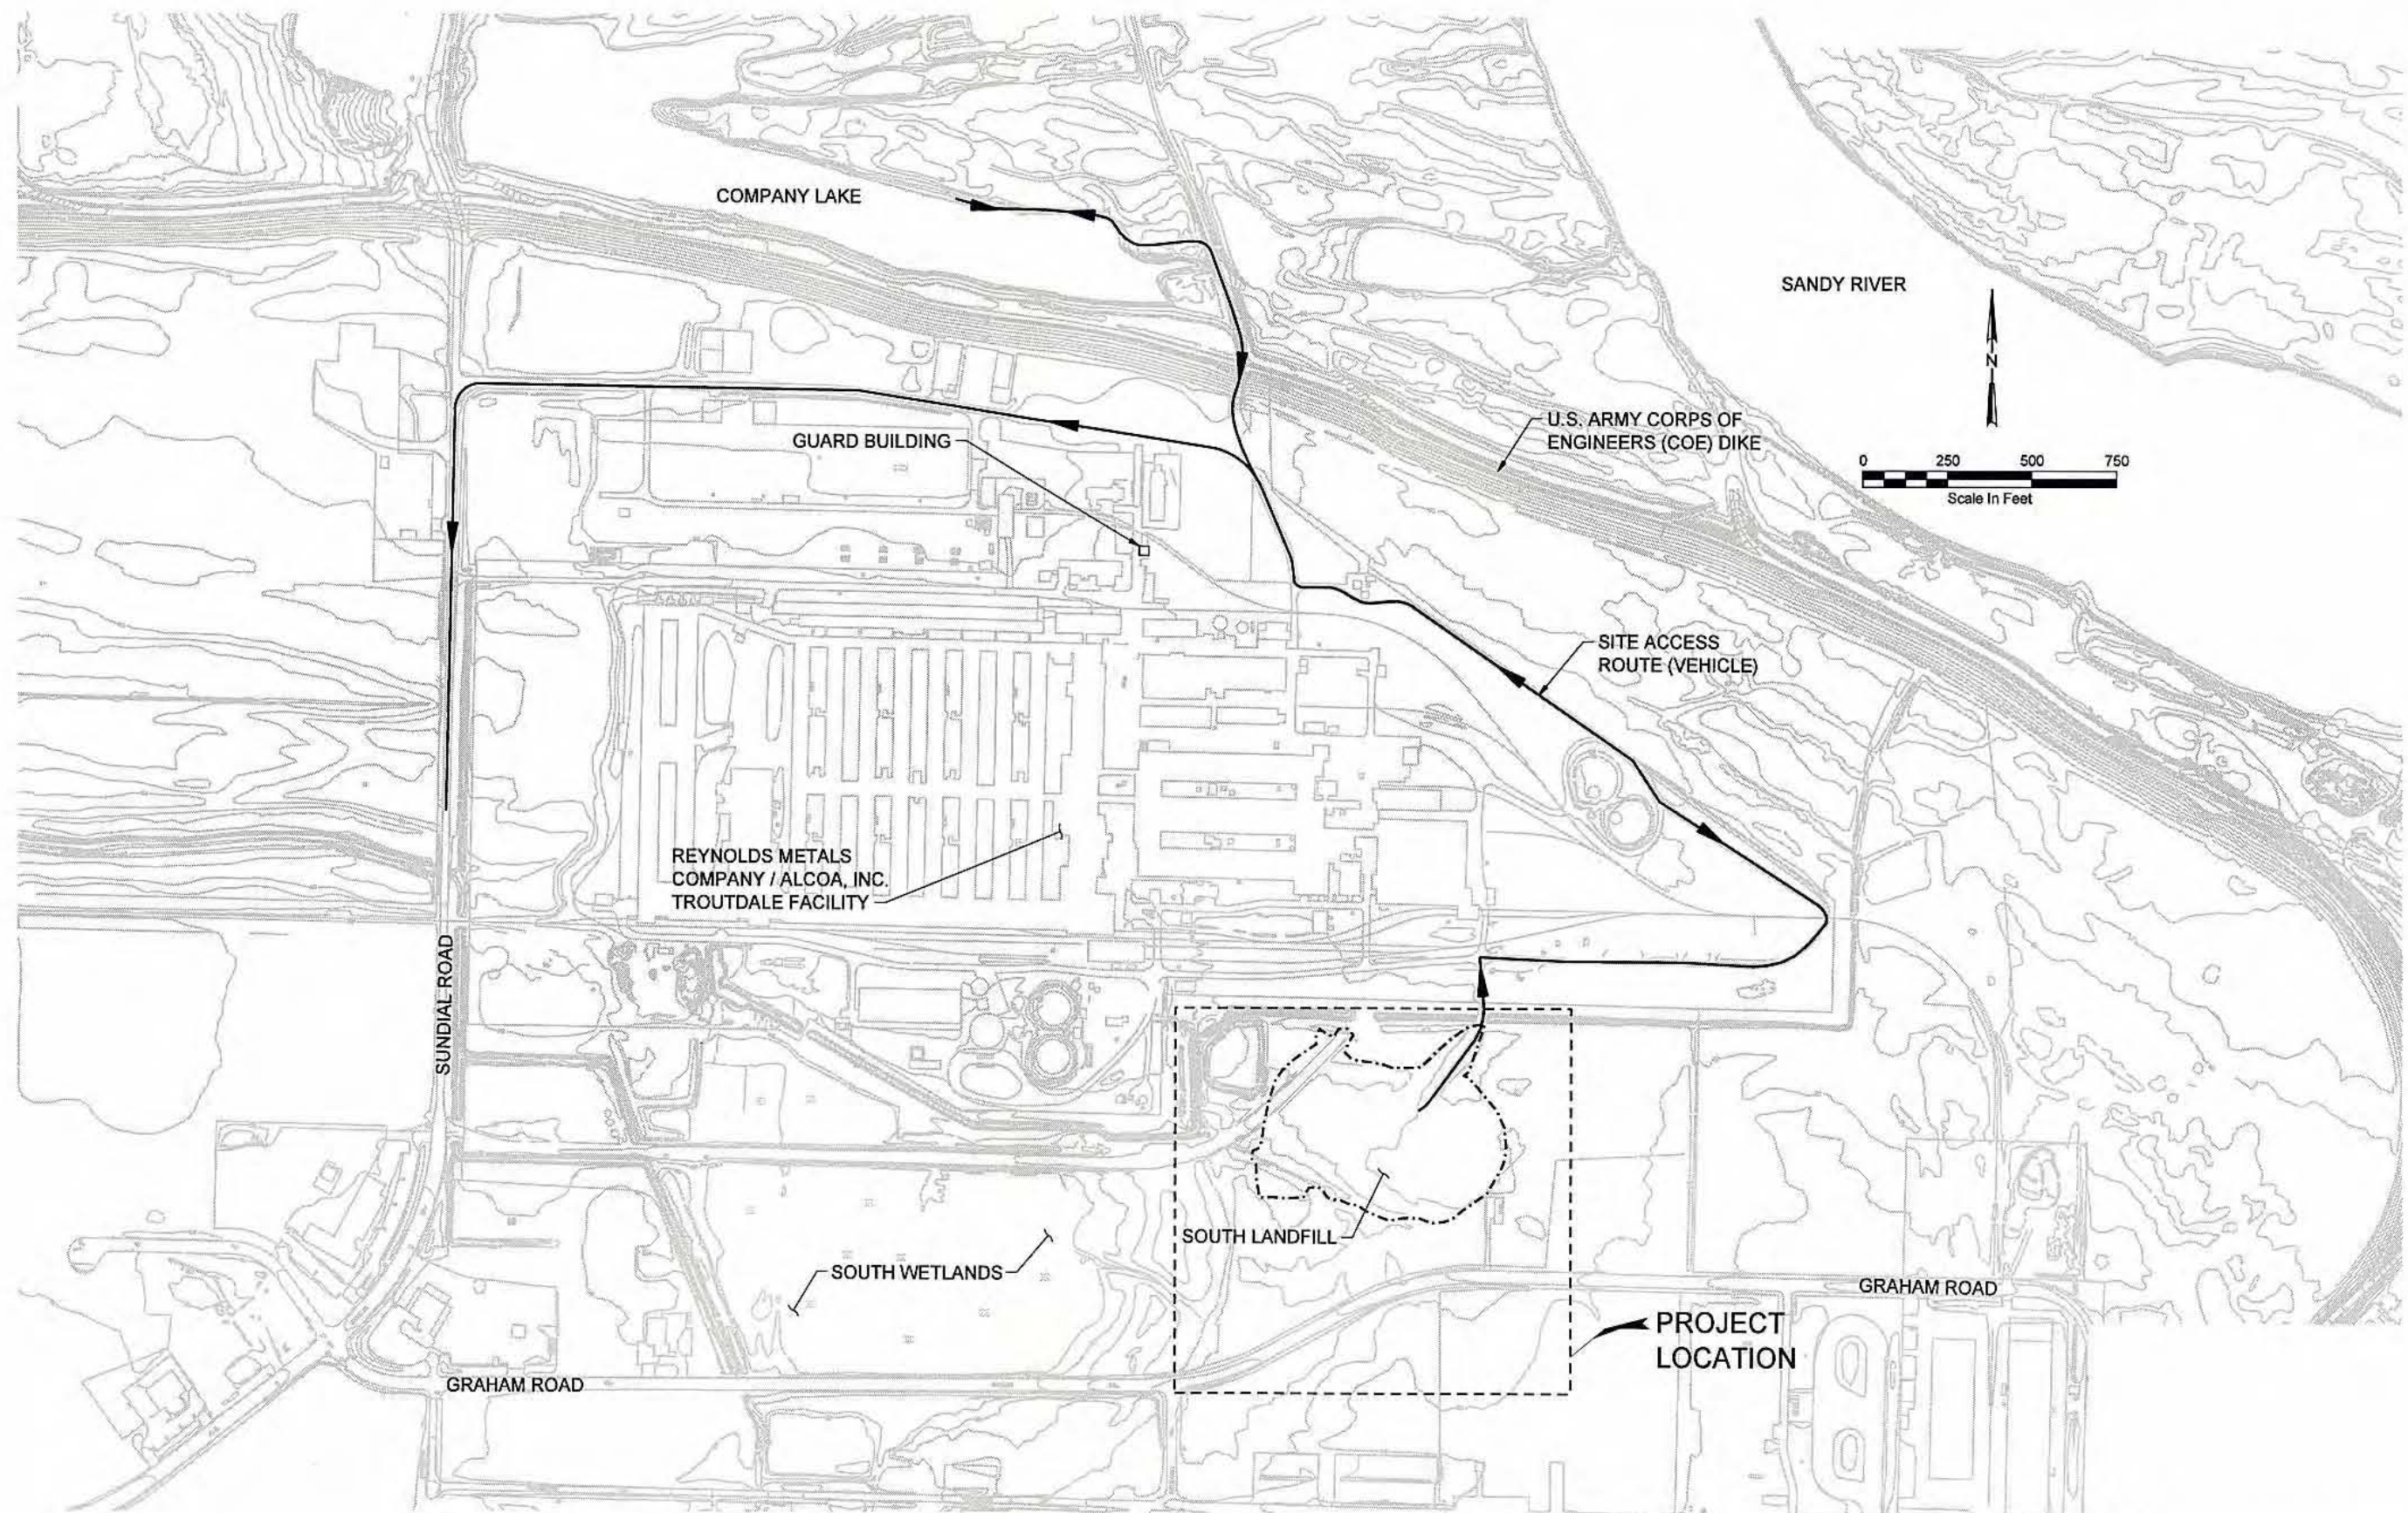 COMPANY LAKE
SANDY RIVER
N
U.S. ARMY CORPS OF
ENGINEERS (COE) DIKE
GUARD BUILDING
0 250 500 750
Scale In Feet
SITE ACCESS
ROUTE (VEHICLE)
REYNOLDS METALS
COMPANY / ALCOA, INC.
TROUTDALE FACILITY
SUNDIAL ROAD
SOUTH LANDFILL
SOUTH WETLANDS
GRAHAM ROAD
PROJECT
LOCATION
GRAHAM ROAD